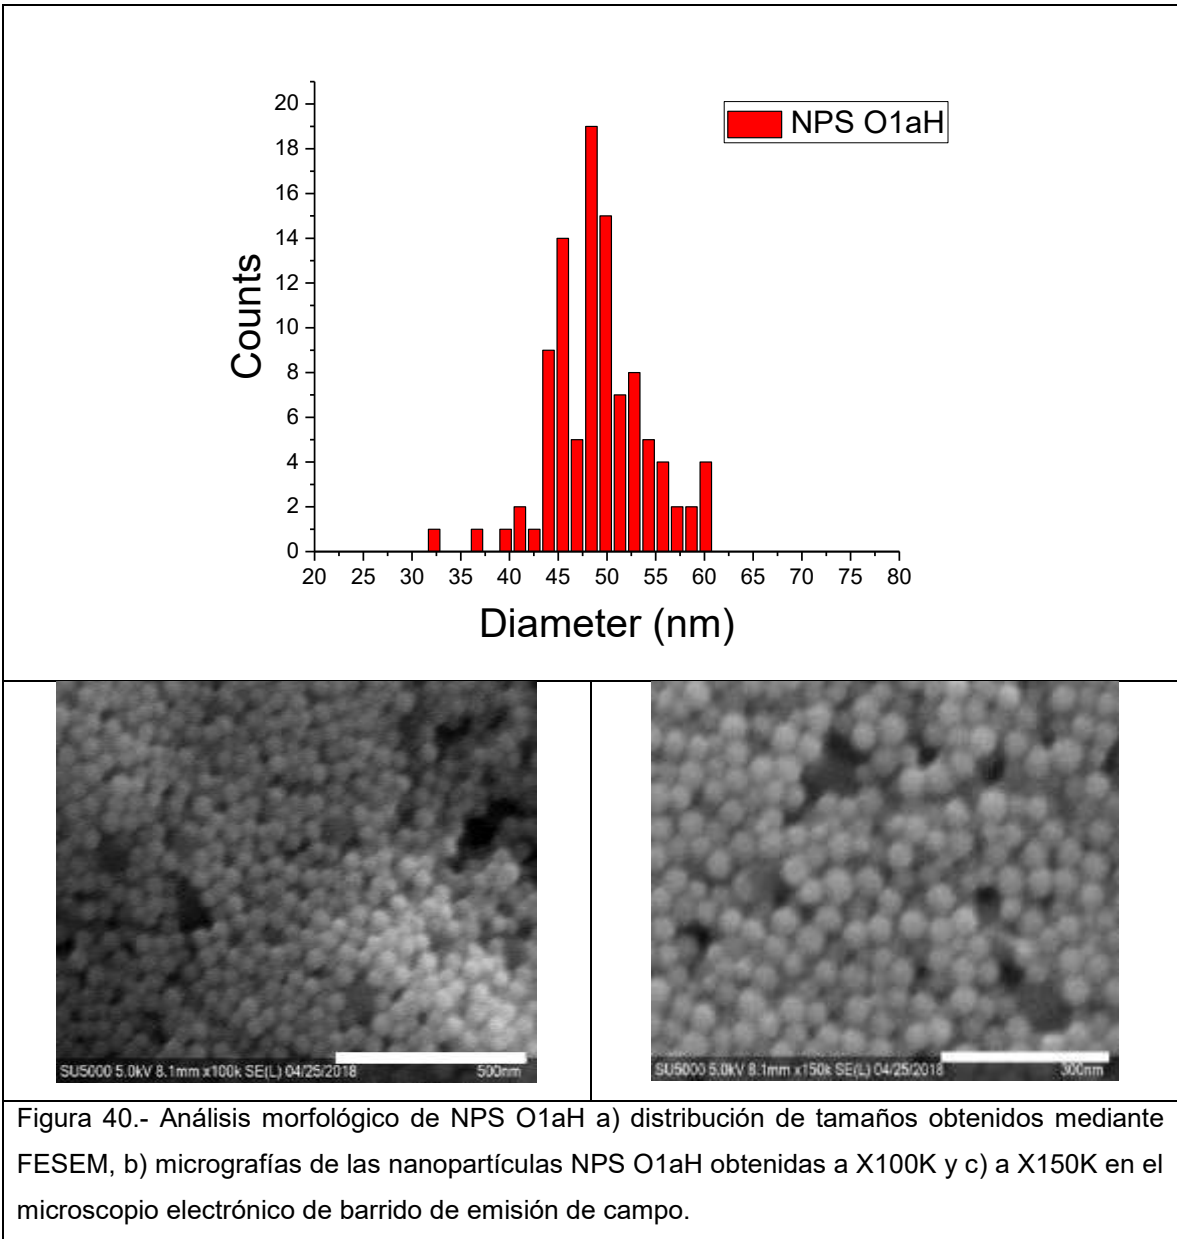 20
18
16
14
12
10
8
6
4
2
0
Counts
NPS O1aH
20 25 30 35 40 45 50 55 60 65 70 75 80
Diameter (nm)
SU5000 5.0kV 8.1mm x100k SE(L) 04/25/2018 500nm
SU5000 5.0kV 8.1mm x150k SE(L) 04/25/2018 300nm
Figura 40.- Análisis morfológico de NPS O1aH a) distribución de tamaños obtenidos mediante
FESEM, b) micrografías de las nanopartículas NPS O1aH obtenidas a X100K y c) a X150K en el
microscopio electrónico de barrido de emisión de campo.